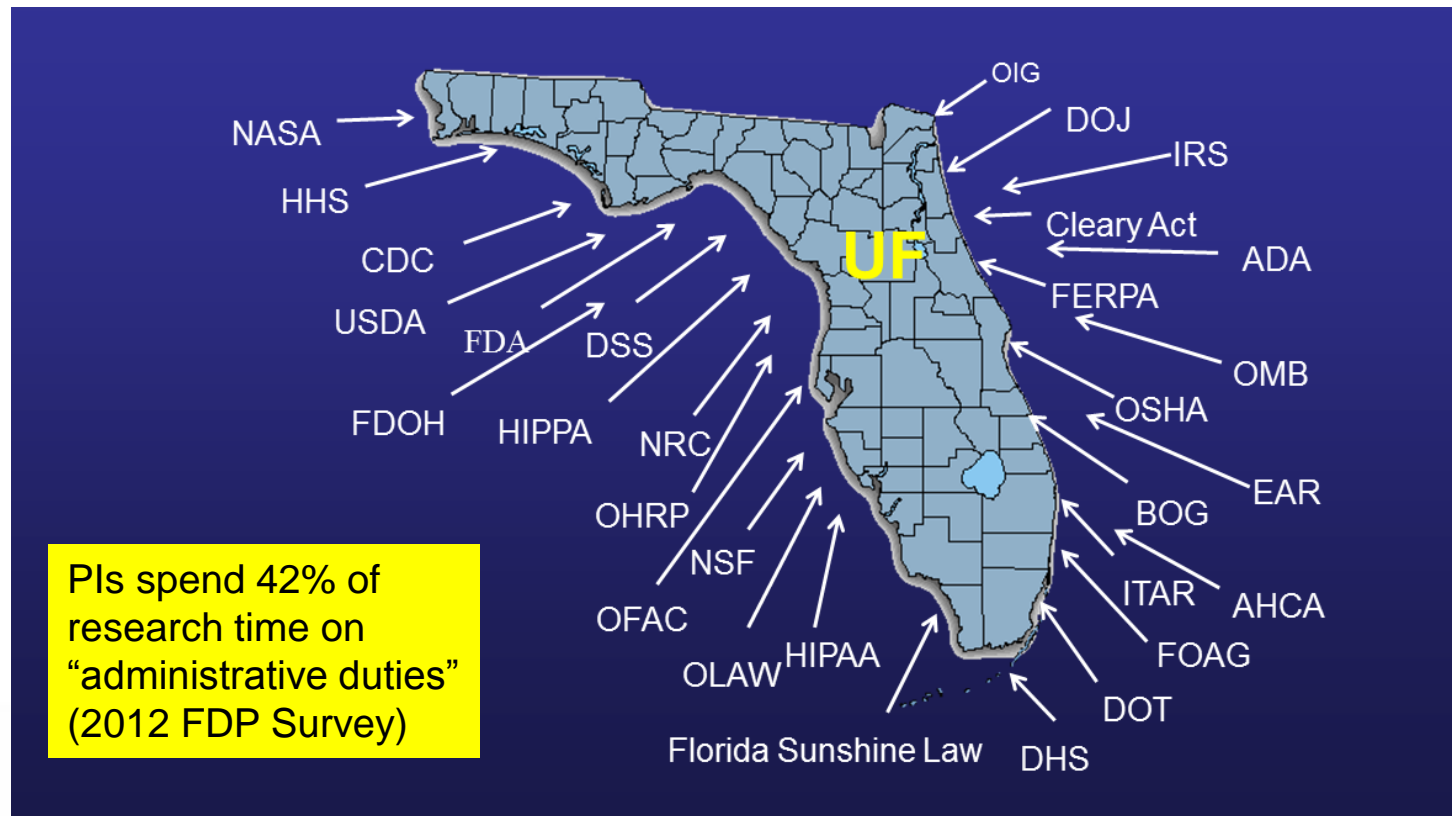 OIG
DOJ
NASA
IRS
HHS
Cleary Act
UF
CDC
ADA
FERPA
USDA
FDA
DSS
OMB
OSHA
FDOH
HIPPA
NRC
EAR
OHRP
BOG
NSF
ITAR
AHCA
OFAC
HIPAA
FOAG
OLAW
DOT
Florida Sunshine Law
DHS
PIs spend 42% of
research time on
“administrative duties”
(2012 FDP Survey)